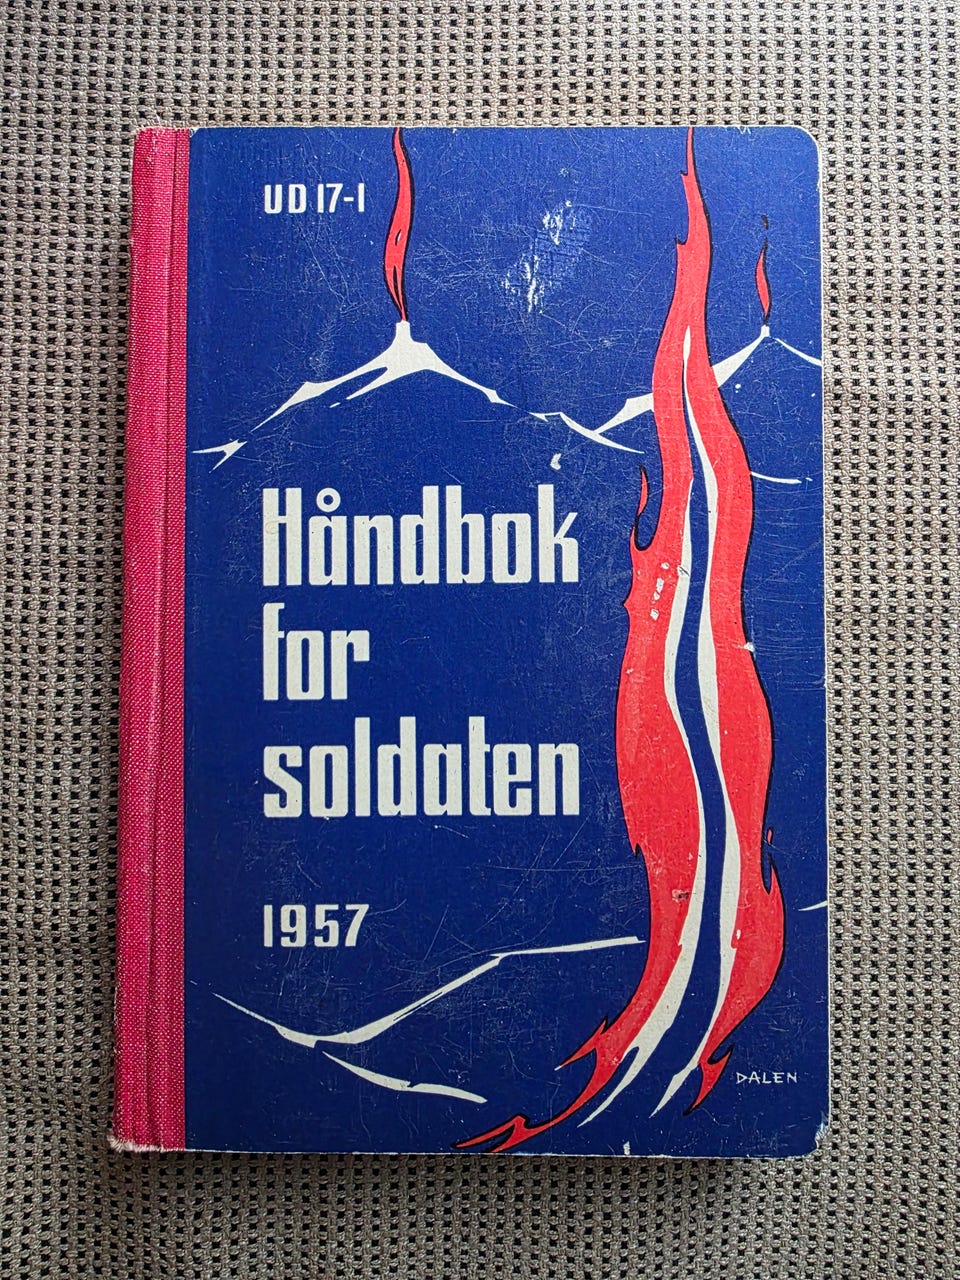 UD 17-1
Håndbok
for
soldaten
1957
DALEN